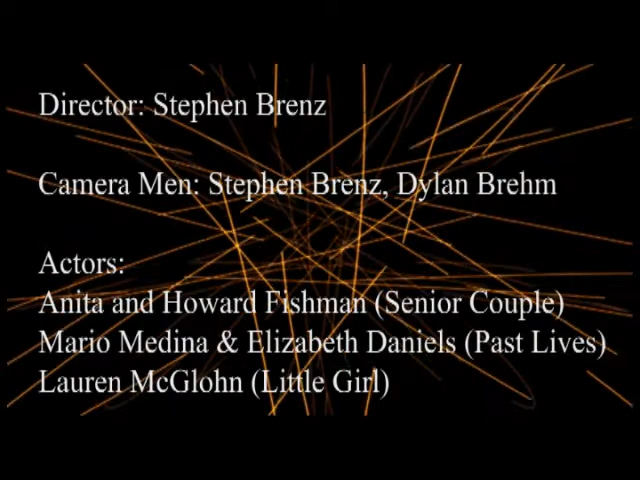 Director: Stephen Brenz
Camera Men: Stephen Brenz, Dylan Brehm
Actors:
Anita and Howard Fishman (Senior Couple)
Mario Medina & Elizabeth Daniels (Past Lives)
Lauren McGlohn (Little Girl)